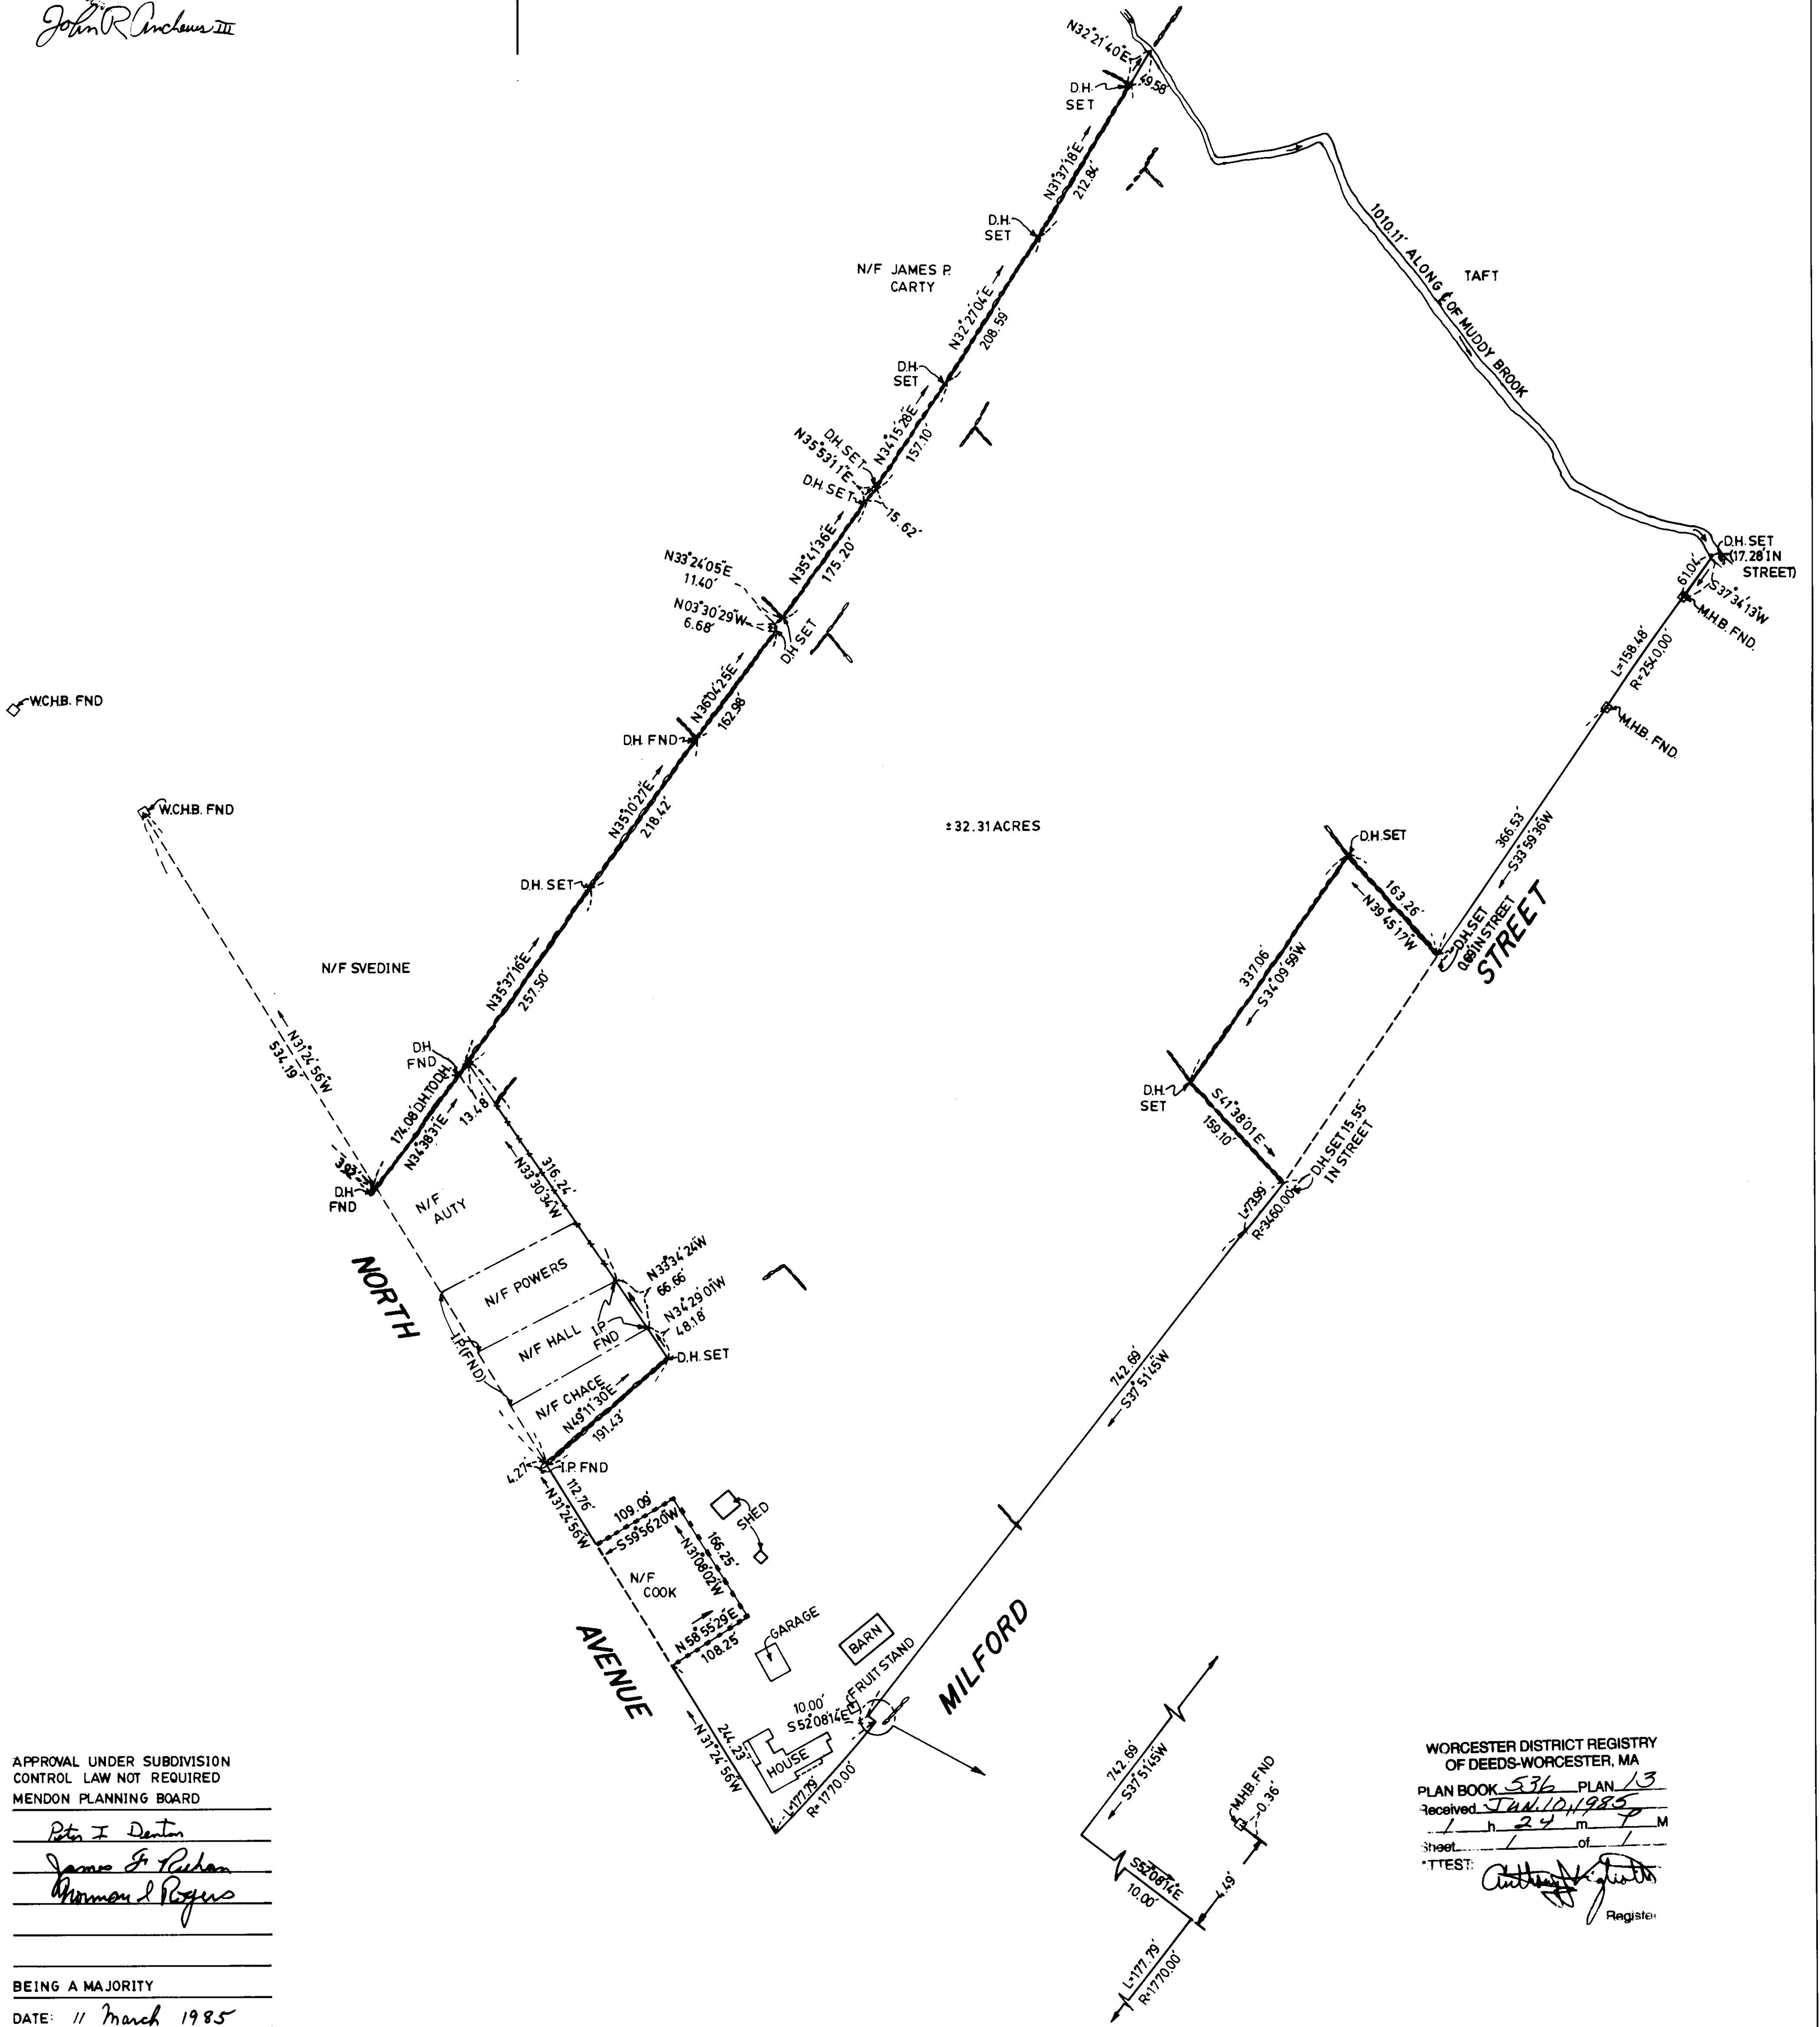 John R Andrews III
N32°21'40"E
49.58'
D.H.
SET
N31°37'18"E
212.84'
D.H.
SET
N/F JAMES P.
CARTY
N32°27'04"E
208.59'
1010.11' ALONG ℄ OF MUDDY BROOK
TAFT
D.H.
SET
N34°15'28"E
157.10'
D.H. SET
N35°53'11"E
D.H. SET
15.62'
N35°41'36"E
175.20'
N33°24'05"E
11.40'
N03°30'29"W
6.68'
D.H. SET
D.H. SET
(17.28' IN
STREET)
61.04'
S37°34'13"W
M.H.B. FND.
L=158.48'
R=2540.00'
M.H.B. FND.
N36°04'25"E
162.98'
D.H. FND
W.C.H.B. FND
W.C.H.B. FND
N35°10'27"E
218.42'
±32.31 ACRES
366.53'
S33°59'36"W
D.H. SET
163.26'
N39°45'17"W
D.H. SET
0.69' IN STREET
STREET
D.H. SET
N/F SVEDINE
N35°37'16"E
257.50'
337.06'
S34°09'59"W
N31°24'56"W
534.19'
D.H.
FND
174.08' D.H. TO D.H.
N34°38'31"E
13.48'
D.H.
SET
S41°38'01"E
159.10'
D.H. SET 15.55'
IN STREET
3.92'
D.H.
FND
N/F
AUTY
316.24'
N33°30'34"W
L=73.99'
R=3460.00'
NORTH
N/F POWERS
N33°34'24"W
66.66'
N34°29'01"W
48.18'
N/F HALL
I.P.
FND
I.P.(FND)
D.H. SET
N/F CHACE
N49°11'30"E
191.43'
742.69'
S37°51'45"W
4.27'
I.P. FND
112.76'
N31°24'56"W
109.09'
S59°56'20"W
SHED
166.25'
N31°08'02"W
N/F
COOK
N58°55'29"E
108.25'
GARAGE
BARN
FRUIT STAND
AVENUE
MILFORD
10.00'
S52°08'14"E
244.23'
N31°24'56"W
HOUSE
L=177.79'
R=1770.00'
742.69'
S37°51'45"W
M.H.B. FND
0.36'
S52°08'14"E
10.00'
4.49'
L=177.79'
R=1770.00'
APPROVAL UNDER SUBDIVISION
CONTROL LAW NOT REQUIRED
MENDON PLANNING BOARD
Peter I Denton
James F
Norman L Rogers
BEING A MAJORITY
DATE: 11 March 1985
WORCESTER DISTRICT REGISTRY
OF DEEDS-WORCESTER, MA
PLAN BOOK 536 PLAN 13
Received JUN. 10, 1985
1 h 24 m P M
Sheet 1 of 1
ATTEST:
Register